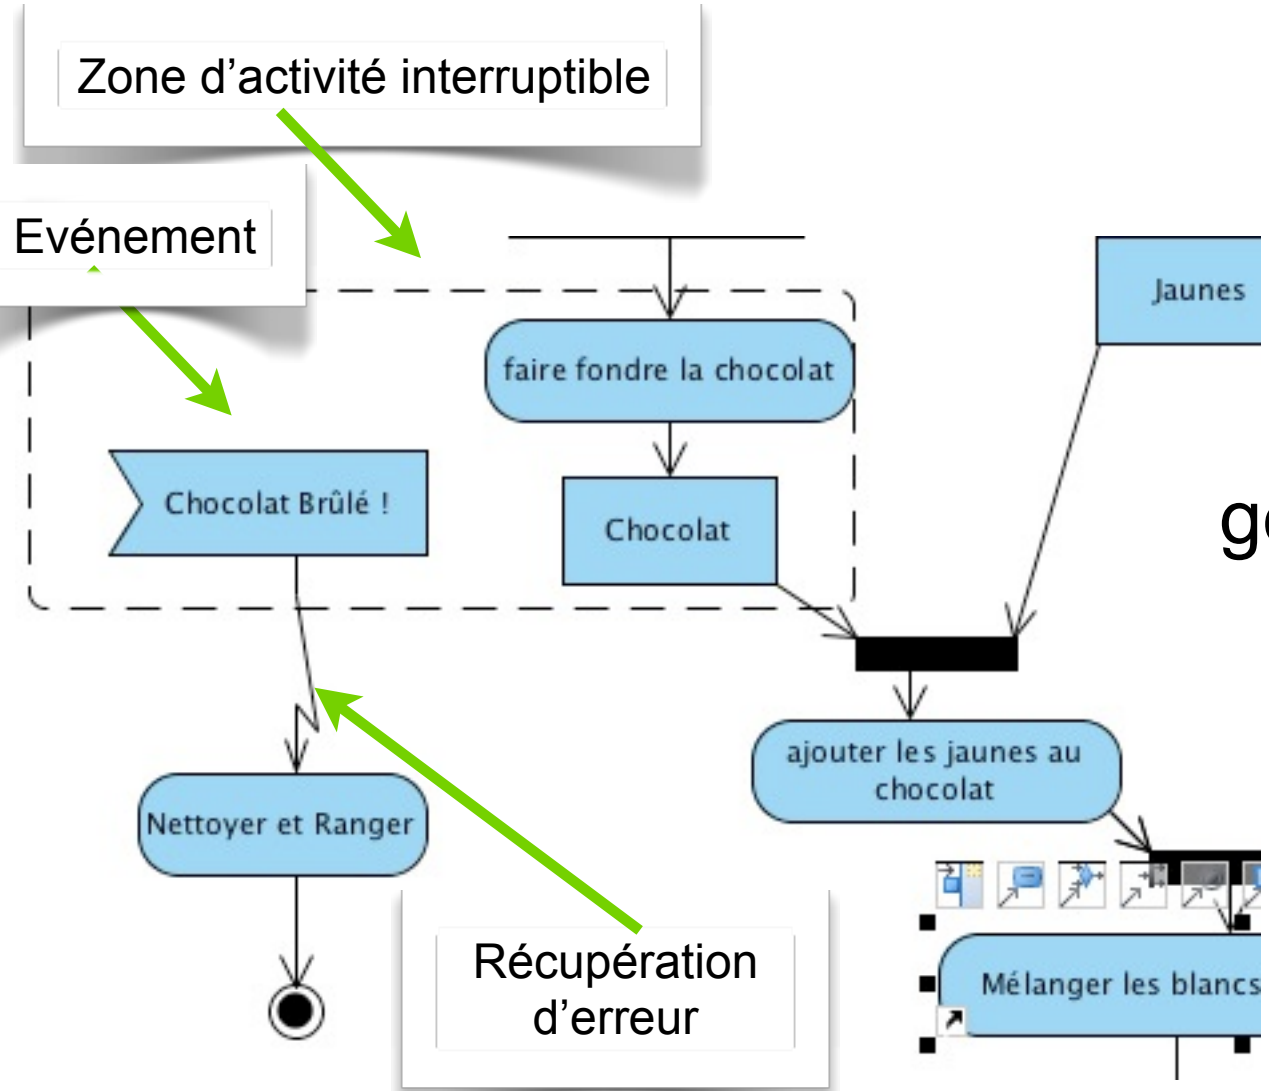 Zone d'activité interruptible
Evénement
Jaunes
faire fondre la chocolat
Chocolat Brûlé !
Chocolat
ajouter les jaunes au
chocolat
Nettoyer et Ranger
Récupération
d'erreur
Mélanger les blancs